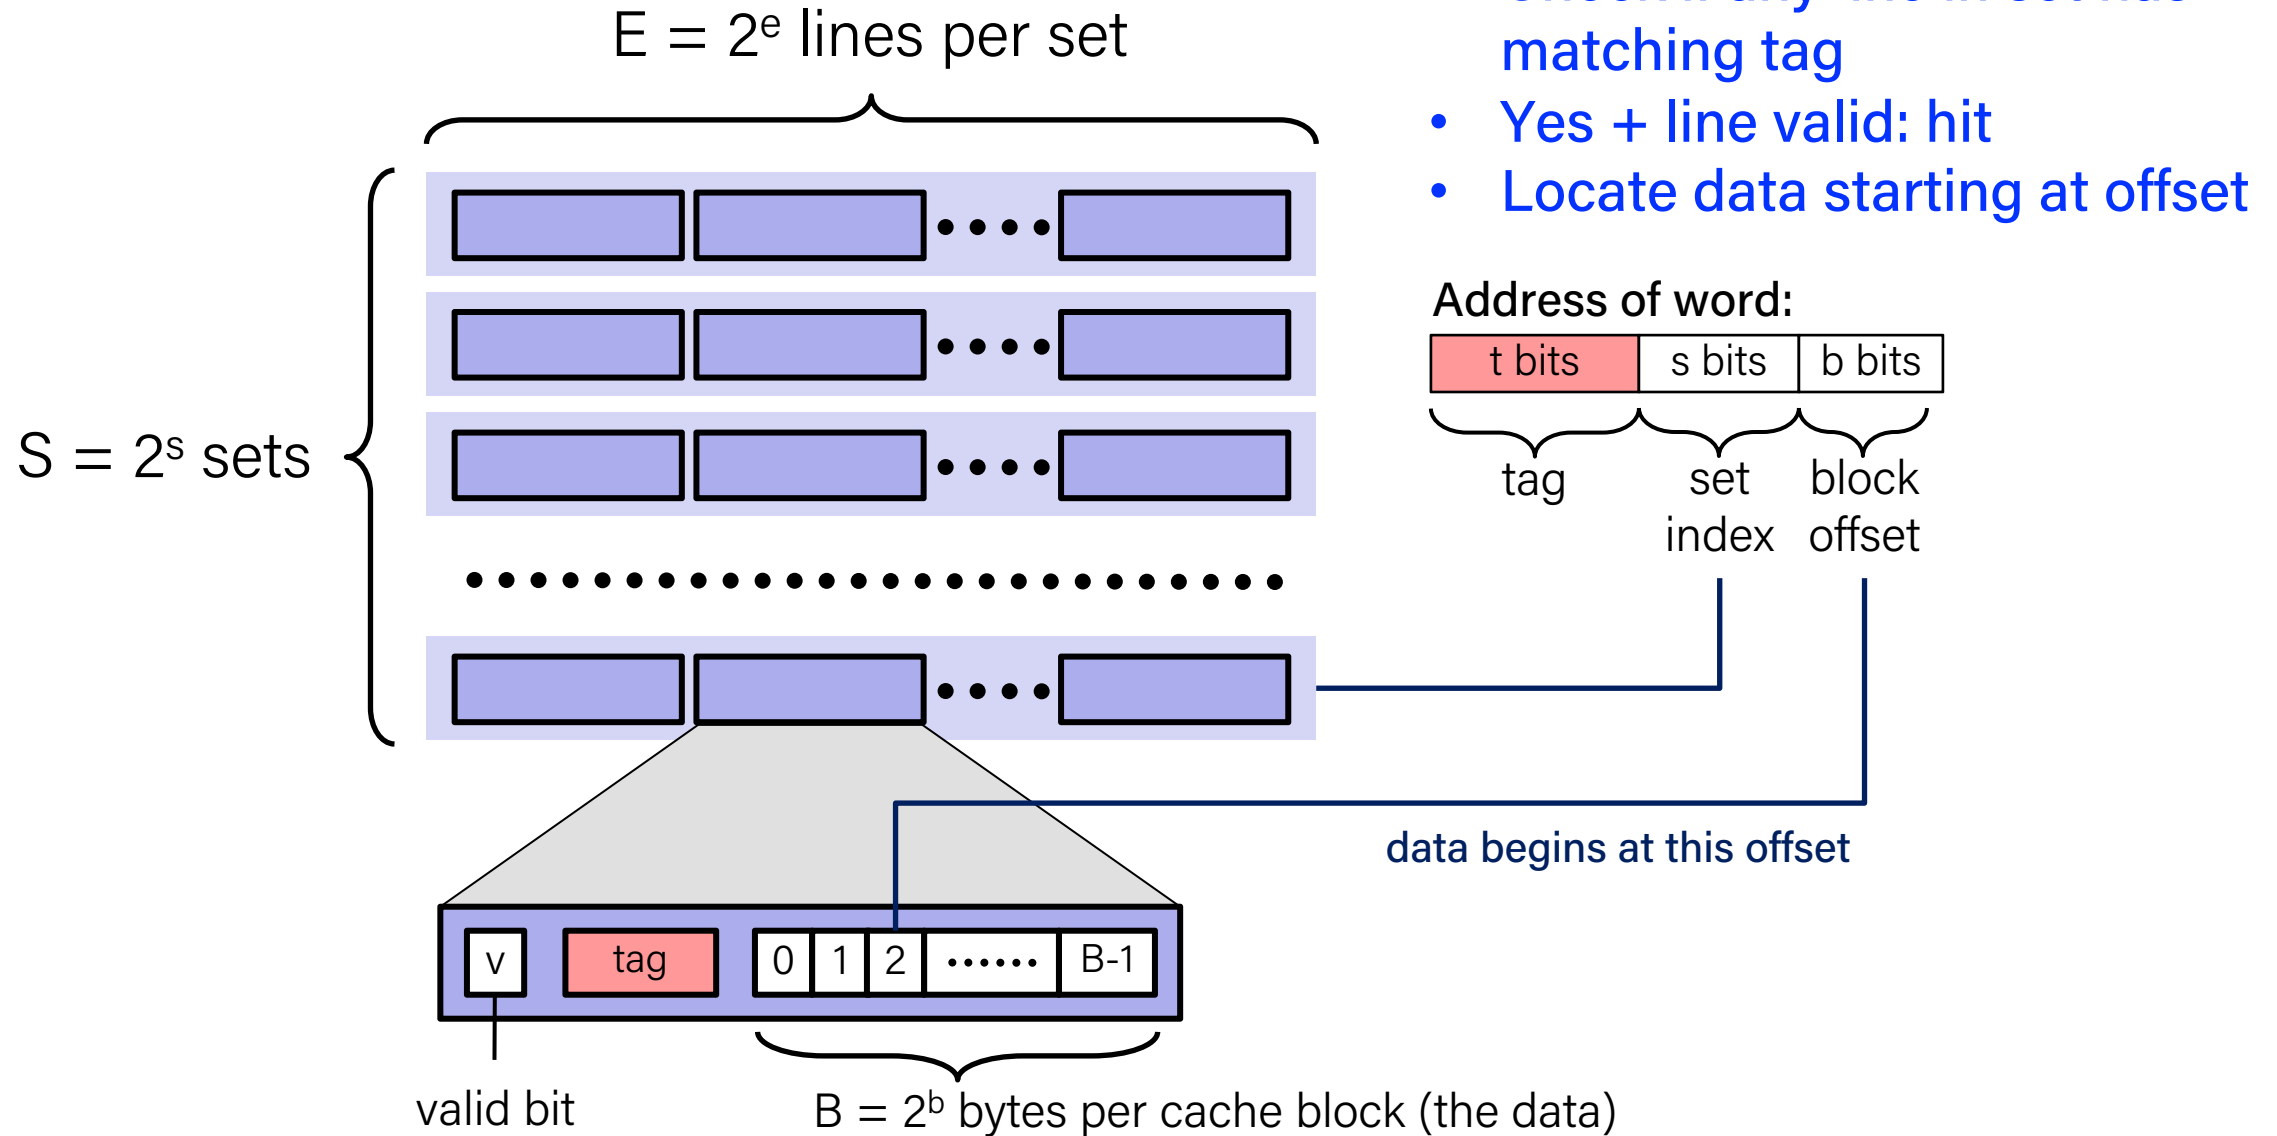 E = 2ᵉ lines per set
matching tag
• Yes + line valid: hit
• Locate data starting at offset
Address of word:
t bits s bits b bits
tag set block
index offset
S = 2ˢ sets
data begins at this offset
v tag 0 1 2 •••••• B-1
valid bit
B = 2ᵇ bytes per cache block (the data)